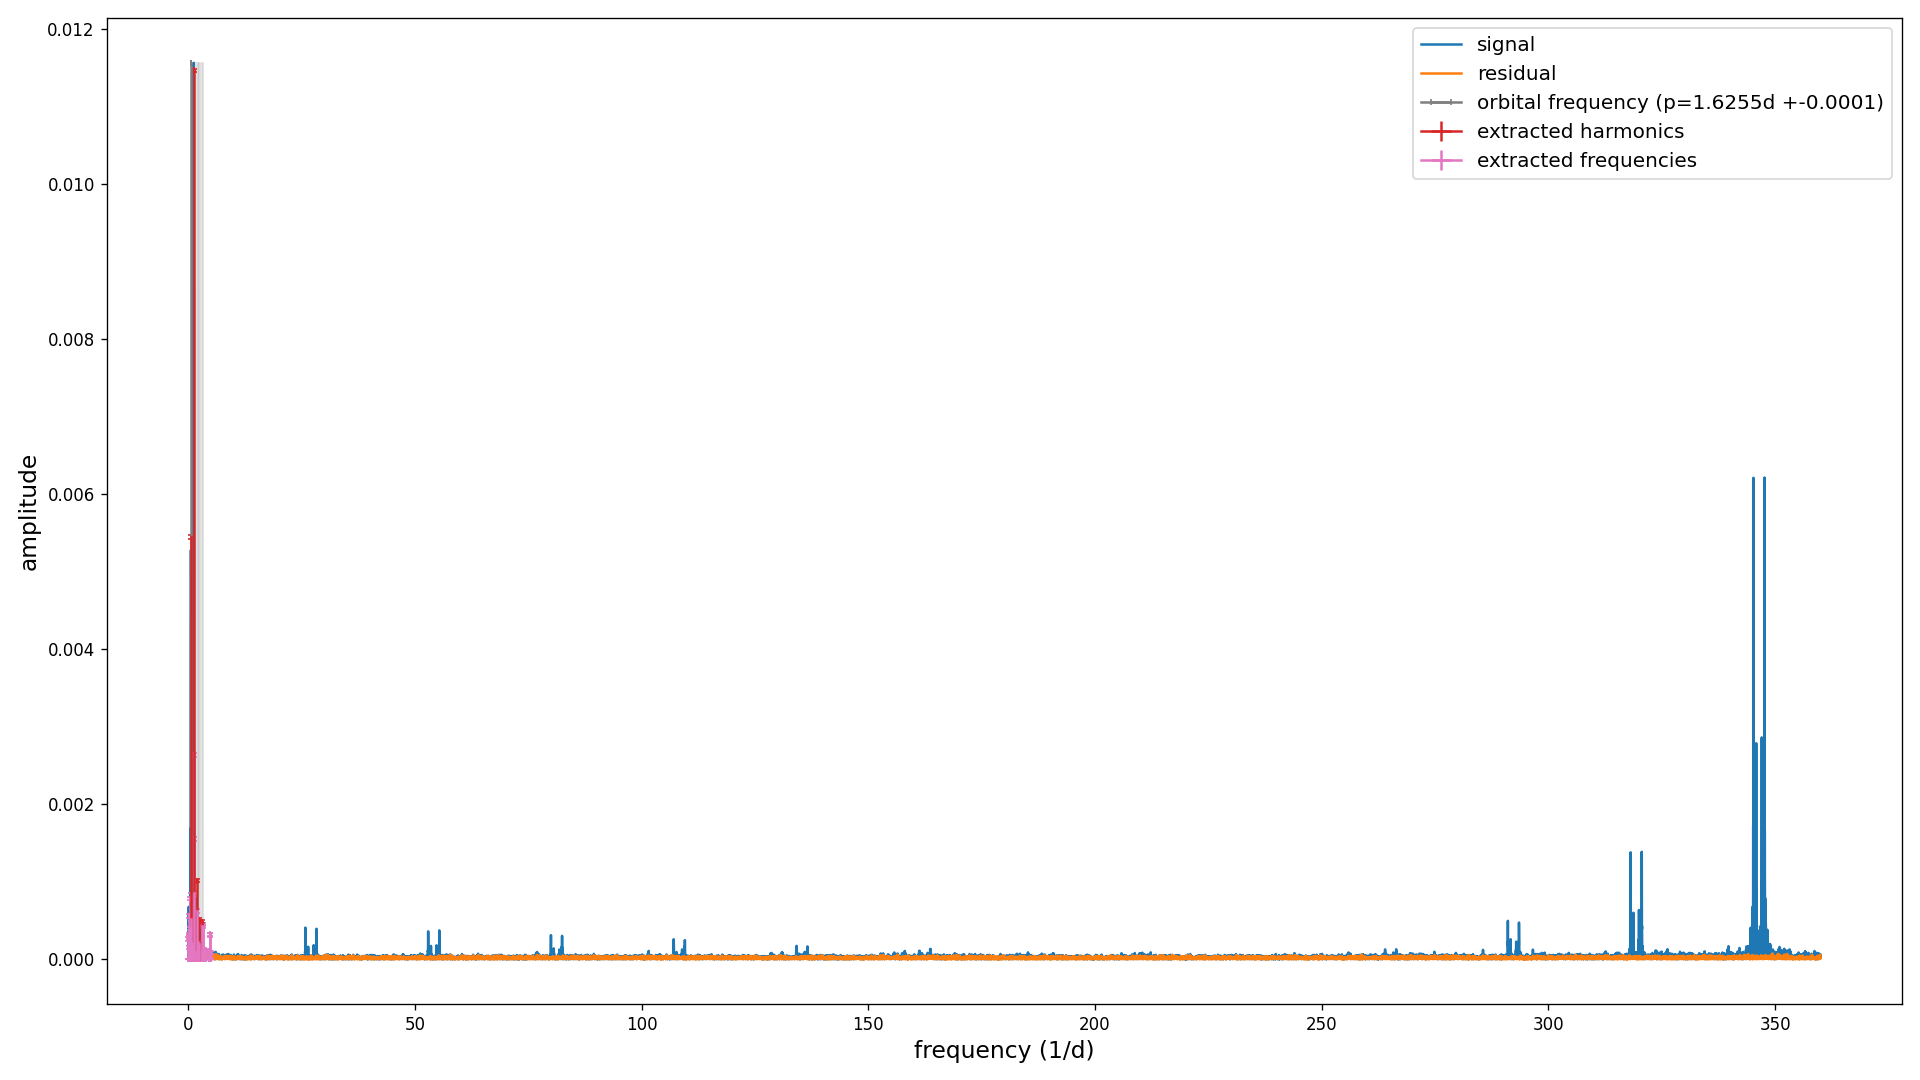 0.012
0.010
0.008
0.006
0.004
0.002
0.000
amplitude
signal
residual
orbital frequency (p=1.6255d +-0.0001)
extracted harmonics
extracted frequencies
0 50 100 150 200 250 300 350
frequency (1/d)